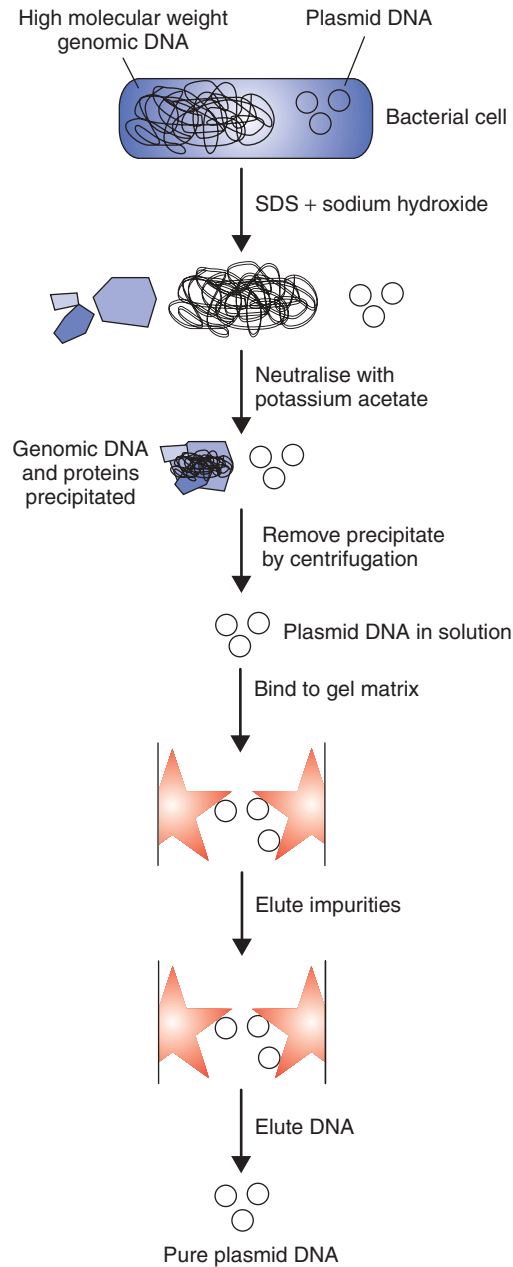 High molecular weight
genomic DNA
Plasmid DNA
Bacterial cell
SDS + sodium hydroxide
Neutralise with
potassium acetate
Genomic DNA
and proteins
precipitated
Remove precipitate
by centrifugation
Plasmid DNA in solution
Bind to gel matrix
Elute impurities
Elute DNA
Pure plasmid DNA